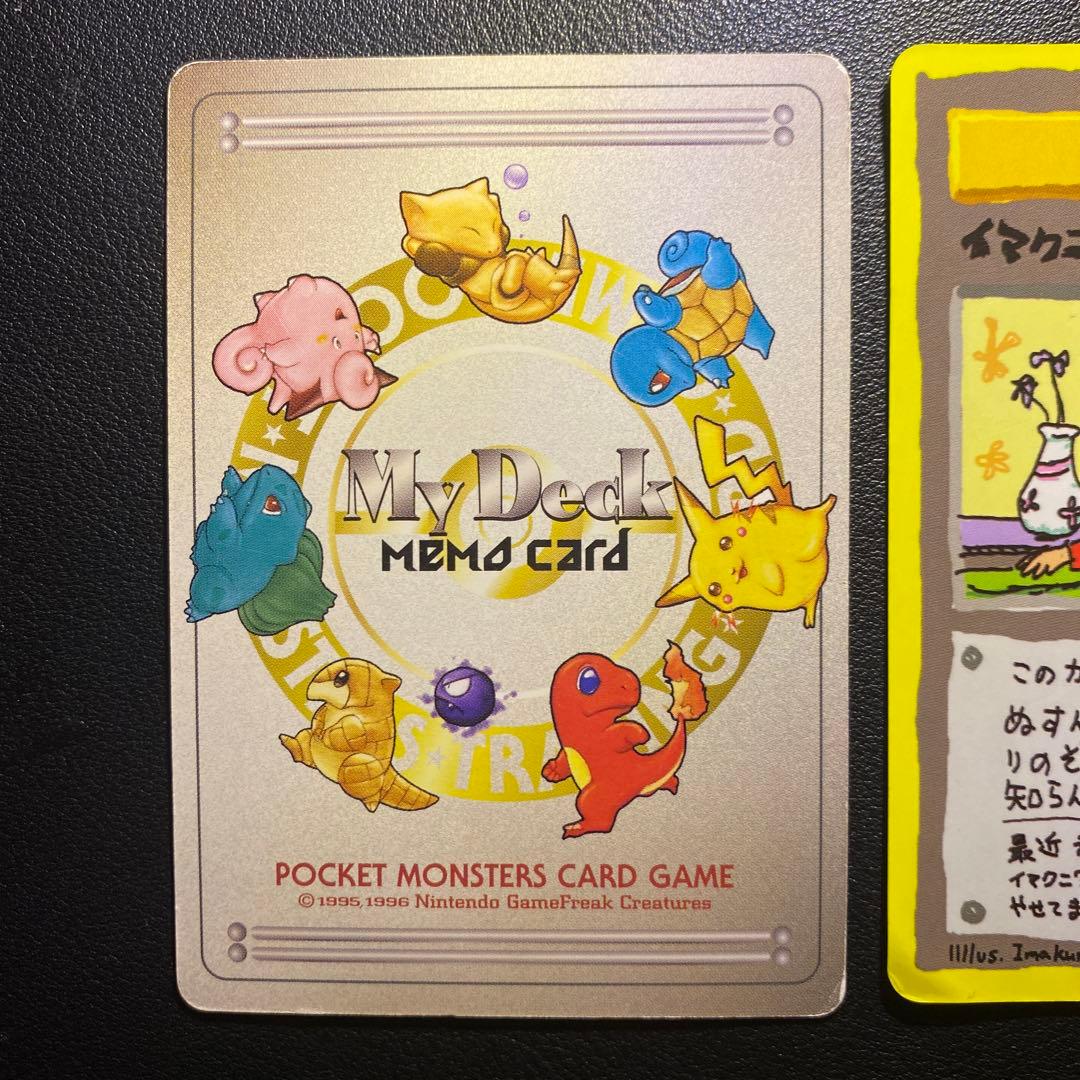 My Deck
MEMO CARD
POCKET MONSTERS CARD GAME
©1995,1996 Nintendo GameFreak Creatures
イマクニ
このカ
ぬすん
りのそ
知らん
最近
イマクニ
やせてま
Illus. Imaku